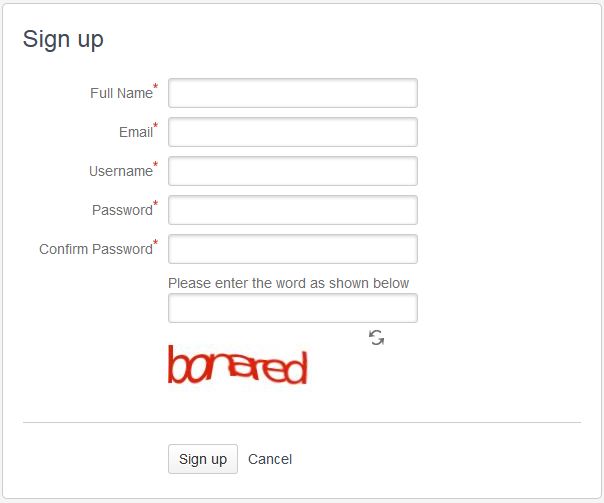 Sign up
Full Name*
Email*
Username*
Password*
Confirm Password*
Please enter the word as shown below
Sign up Cancel